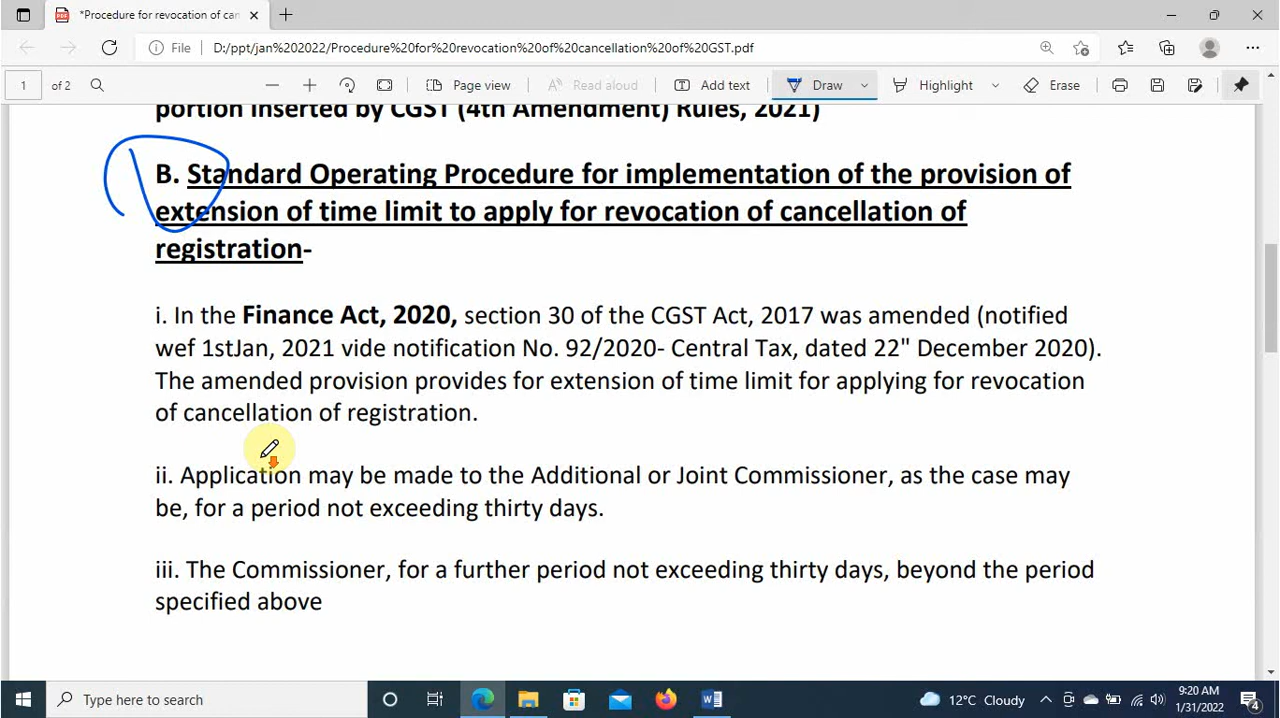 *Procedure for revocation of can
File
D:/ppt/jan%202022/Procedure%20for%20revocation%20of%20cancellation%20of%20GST.pdf
1 of 2
Page view
Read aloud
Add text
Draw
Highlight
Erase
portion inserted by CGST (4th Amendment) Rules, 2021)
B. Standard Operating Procedure for implementation of the provision of
extension of time limit to apply for revocation of cancellation of
registration-
i. In the Finance Act, 2020, section 30 of the CGST Act, 2017 was amended (notified
wef 1stJan, 2021 vide notification No. 92/2020- Central Tax, dated 22" December 2020).
The amended provision provides for extension of time limit for applying for revocation
of cancellation of registration.
ii. Application may be made to the Additional or Joint Commissioner, as the case may
be, for a period not exceeding thirty days.
iii. The Commissioner, for a further period not exceeding thirty days, beyond the period
specified above
Type here to search
12°C Cloudy
9:20 AM
1/31/2022
4